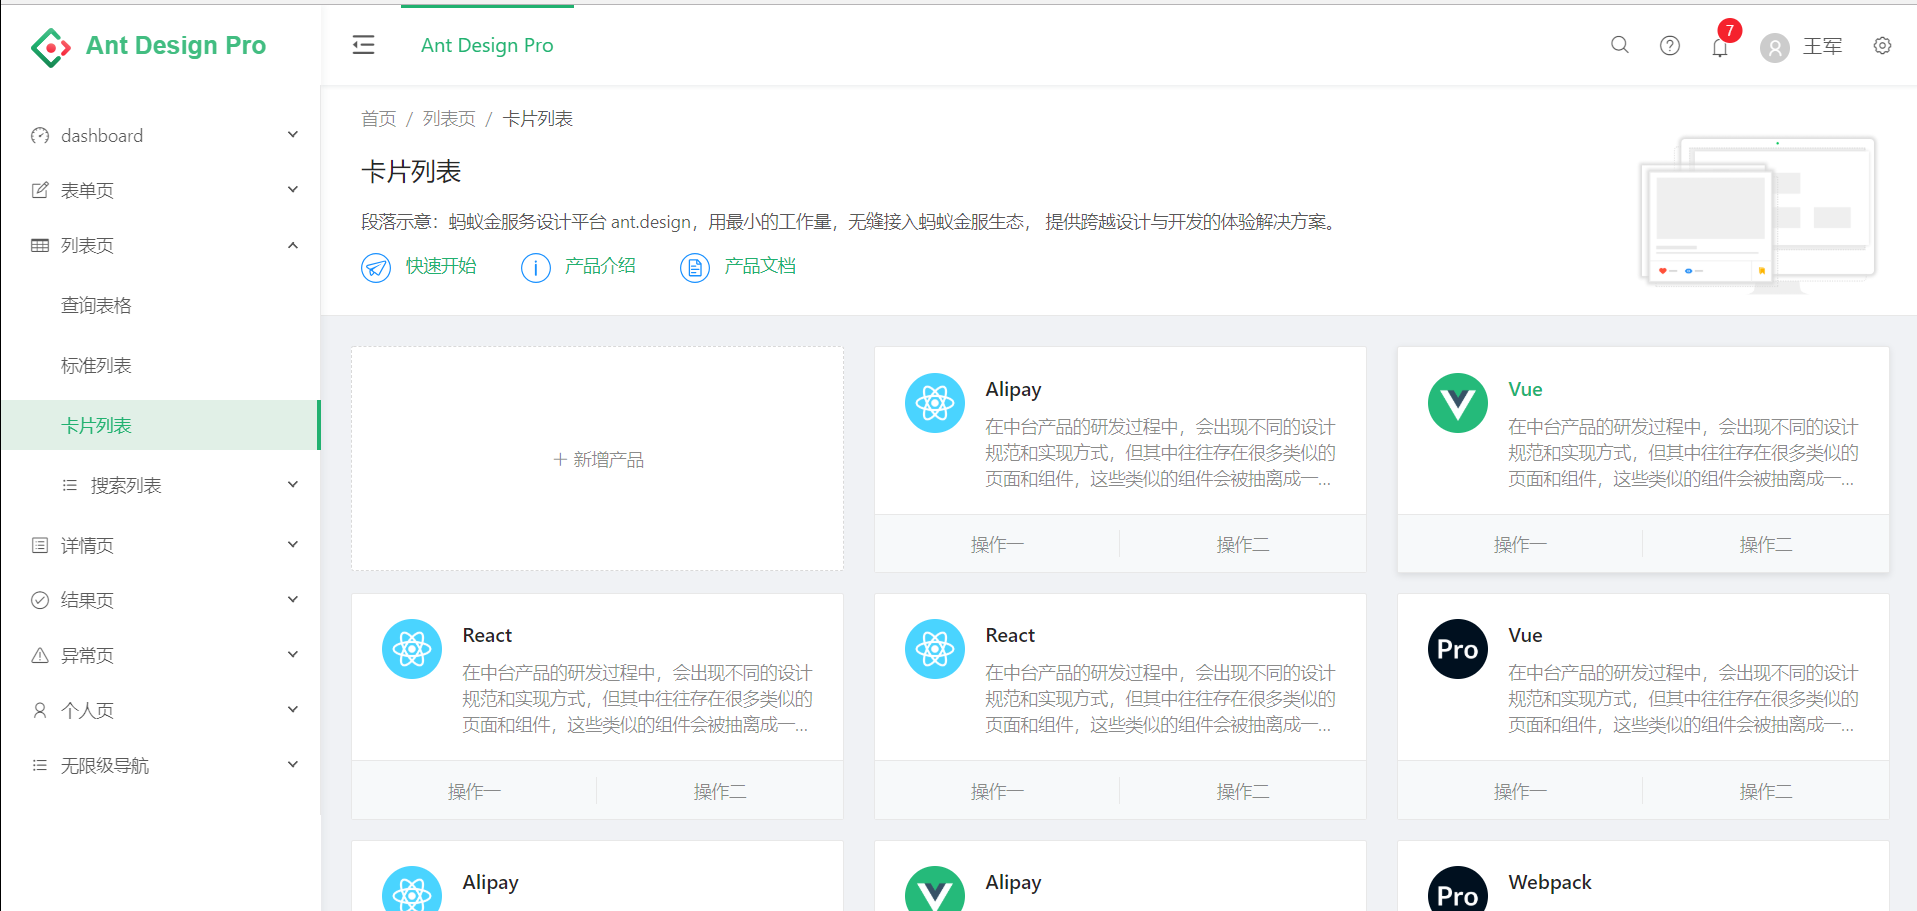 Ant Design Pro
Ant Design Pro
7
王军
dashboard
表单页
列表页
查询表格
标准列表
卡片列表
搜索列表
详情页
结果页
异常页
个人页
无限级导航
首页 / 列表页 / 卡片列表
卡片列表
段落示意：蚂蚁金服务设计平台 ant.design，用最小的工作量，无缝接入蚂蚁金服生态， 提供跨越设计与开发的体验解决方案。
快速开始
产品介绍
产品文档
+ 新增产品
Alipay
在中台产品的研发过程中，会出现不同的设计
规范和实现方式，但其中往往存在很多类似的
页面和组件，这些类似的组件会被抽离成一...
操作一
操作二
Vue
在中台产品的研发过程中，会出现不同的设计
规范和实现方式，但其中往往存在很多类似的
页面和组件，这些类似的组件会被抽离成一...
操作一
操作二
React
在中台产品的研发过程中，会出现不同的设计
规范和实现方式，但其中往往存在很多类似的
页面和组件，这些类似的组件会被抽离成一...
操作一
操作二
React
在中台产品的研发过程中，会出现不同的设计
规范和实现方式，但其中往往存在很多类似的
页面和组件，这些类似的组件会被抽离成一...
操作一
操作二
Pro
Vue
在中台产品的研发过程中，会出现不同的设计
规范和实现方式，但其中往往存在很多类似的
页面和组件，这些类似的组件会被抽离成一...
操作一
操作二
Alipay
Alipay
Pro
Webpack